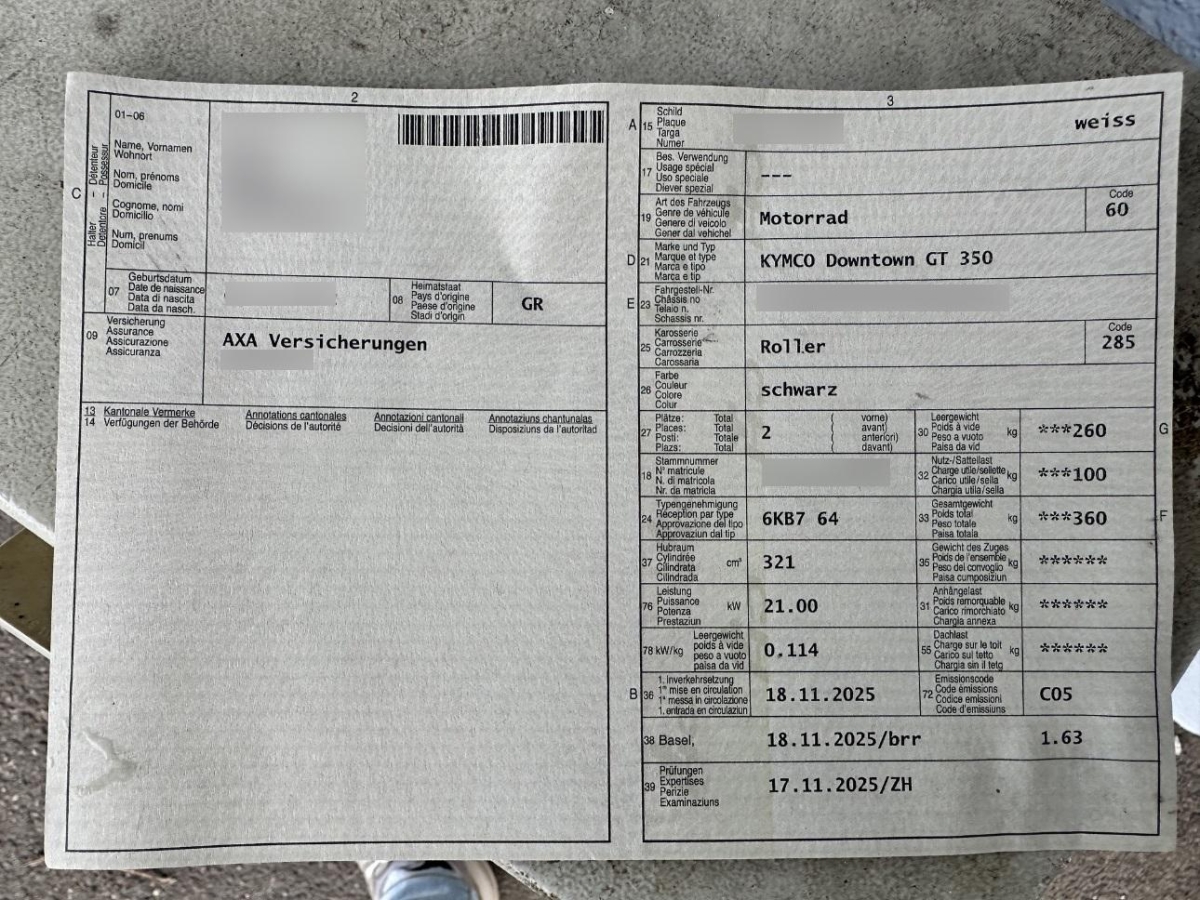 2
01-06
Name, Vornamen
Wohnort
Nom, prénoms
Domicile
Cognome, nomi
Domicilio
Num, prenums
Domicil
C
Halter – Détenteur
Detentore – Possessur
07
Geburtsdatum
Date de naissance
Data di nascita
Data da nasch.
08
Heimatstaat
Pays d'origine
Paese d'origine
Stadi d'origin
GR
09
Versicherung
Assurance
Assicurazione
Assicuranza
AXA Versicherungen
13 Kantonale Vermerke
14 Verfügungen der Behörde
Annotations cantonales
Décisions de l'autorité
Annotazioni cantonali
Decisioni dell'autorità
Annotaziuns chantunalas
Disposiziuns da l'autoritad
3
A 15
Schild
Plaque
Targa
Numer
weiss
17
Bes. Verwendung
Usage spécial
Uso speciale
Diever spezial
---
19
Art des Fahrzeugs
Genre de véhicule
Genere di veicolo
Gener dal vehichel
Motorrad
Code
60
D 21
Marke und Typ
Marque et type
Marca e tipo
Marca e tip
KYMCO Downtown GT 350
E 23
Fahrgestell-Nr.
Châssis no
Telaio n.
Schassis nr.
25
Karosserie
Carrosserie
Carrozzeria
Carossaria
Roller
Code
285
26
Farbe
Couleur
Colore
Colur
schwarz
27
Plätze: Total
Places: Total
Posti: Totale
Plazs: Total
2
( vorne)
( avant)
( anteriori)
( davant)
30
Leergewicht
Poids à vide
Peso a vuoto
Paisa da vid
kg
***260
G
18
Stammnummer
N° matricule
N. di matricola
Nr. da matricla
32
Nutz-/Sattellast
Charge utile/sellette
Carico utile/sella
Chargia utila/sella
kg
***100
24
Typengenehmigung
Réception par type
Approvazione del tipo
Approvaziun dal tip
6KB7 64
33
Gesamtgewicht
Poids total
Peso totale
Paisa totala
kg
***360
F
37
Hubraum
Cylindrée
Cilindrata
Cilindrada
cm³
321
35
Gewicht des Zuges
Poids de l'ensemble
Peso del convoglio
Paisa cumposiziun
kg
******
76
Leistung
Puissance
Potenza
Prestaziun
kW
21.00
31
Anhängelast
Poids remorquable
Carico rimorchiato
Chargia annexa
kg
******
78 kW/kg
Leergewicht
poids à vide
peso a vuoto
paisa da vid
0.114
55
Dachlast
Charge sur le toit
Carico sul tetto
Chargia sin il tetg
kg
******
B 36
1. Inverkehrsetzung
1re mise en circulation
1a messa in circolazione
1. entrada en circulaziun
18.11.2025
72
Emissionscode
Code émissions
Codice emissioni
Code d'emissiuns
C05
38 Basel,
18.11.2025/brr
1.63
39
Prüfungen
Expertises
Perizie
Examinaziuns
17.11.2025/ZH